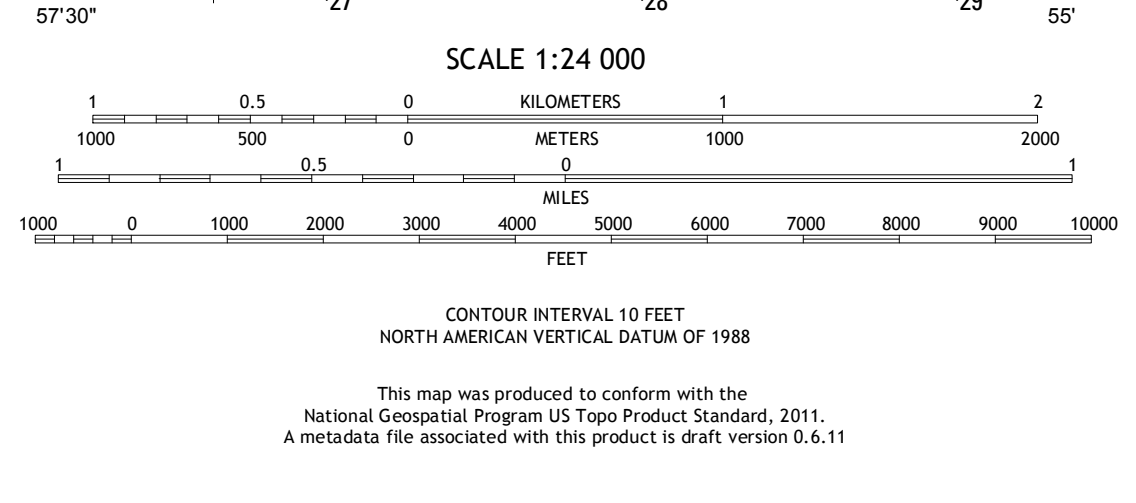 57'30" '27 '28 '29 55'
SCALE 1:24 000
1 0.5 0 KILOMETERS 1 2
1000 500 0 METERS 1000 2000
1 0.5 0 1
MILES
1000 0 1000 2000 3000 4000 5000 6000 7000 8000 9000 10000
FEET
CONTOUR INTERVAL 10 FEET
NORTH AMERICAN VERTICAL DATUM OF 1988
This map was produced to conform with the
National Geospatial Program US Topo Product Standard, 2011.
A metadata file associated with this product is draft version 0.6.11